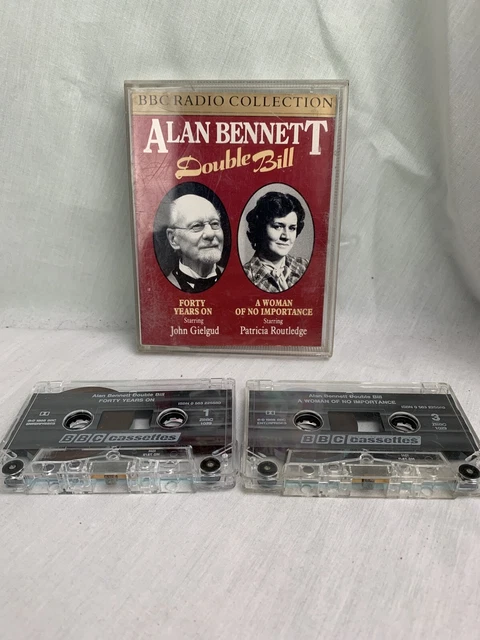 BBC RADIO COLLECTION
ALAN BENNETT
Double Bill
FORTY
YEARS ON
Starring
John Gielgud
A WOMAN
OF NO IMPORTANCE
Starring
Patricia Routledge
Alan Bennett Double Bill
FORTY YEARS ON
1
BBC cassettes
Alan Bennett Double Bill
A WOMAN OF NO IMPORTANCE
3
BBC cassettes